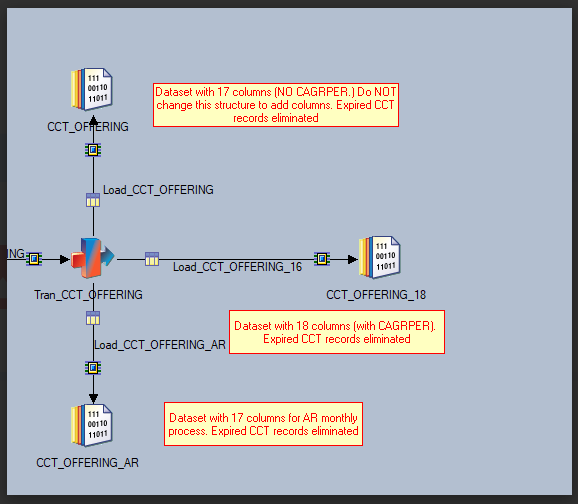 111
00110
11011
CCT_OFFERING
Dataset with 17 columns (NO CAGRPER.) Do NOT
change this structure to add columns. Expired CCT
records eliminated
Load_CCT_OFFERING
ING
Tran_CCT_OFFERING
Load_CCT_OFFERING_16
111
00110
11011
CCT_OFFERING_18
Dataset with 18 columns (with CAGRPER).
Expired CCT records eliminated
Load_CCT_OFFERING_AR
111
00110
11011
CCT_OFFERING_AR
Dataset with 17 columns for AR monthly
process. Expired CCT records eliminated